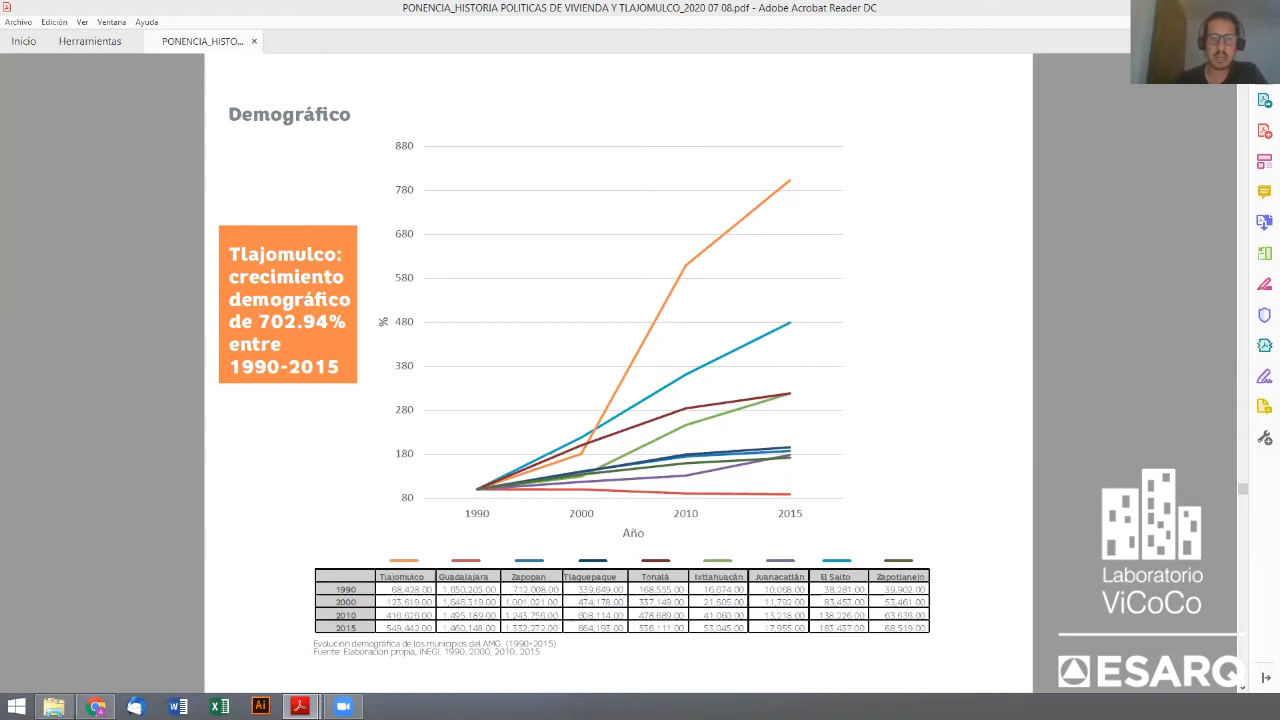 PONENCIA_HISTORIA POLITICAS DE VIVIENDA Y TLAJOMULCO_2020 07 08.pdf - Adobe Acrobat Reader DC
Archivo Edición Ver Ventana Ayuda
Inicio Herramientas PONENCIA_HISTO... ×
Demográfico
Tlajomulco:
crecimiento
demográfico
de 702.94%
entre
1990-2015
880
780
680
580
%
480
380
280
180
80
1990 2000 2010 2015
Año
Tlajomulco Guadalajara Zapopan Tlaquepaque Tonalá Ixtlahuacán Juanacatlán El Salto Zapotlanejo
1990 68,428.00 1,650,205.00 712,008.00 339,649.00 168,555.00 16,674.00 10,068.00 38,281.00 39,902.00
2000 123,619.00 1,646,319.00 1,001,021.00 474,178.00 337,149.00 21,605.00 11,792.00 83,453.00 53,461.00
2010 416,626.00 1,495,189.00 1,243,756.00 608,114.00 478,689.00 41,060.00 13,218.00 138,226.00 63,636.00
2015 549,442.00 1,460,148.00 1,332,272.00 664,193.00 536,111.00 53,045.00 17,955.00 183,437.00 68,519.00
Evolución demográfica de los municipios del AMG. (1990-2015)
Fuente: Elaboración propia, INEGI. 1990, 2000, 2010, 2015.
Laboratorio
ViCoCo
ESARQ